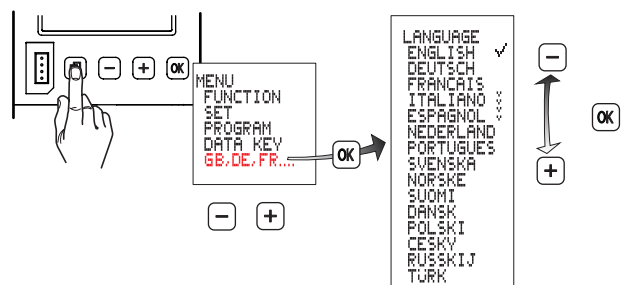 OK
MENU
FUNCTION
SET
PROGRAM
DATA KEY
GB,DE,FR....
OK
LANGUAGE
ENGLISH
DEUTSCH
FRANCAIS
ITALIANO
ESPAGNOL
NEDERLAND
PORTUGUES
SVENSKA
NORSKE
SUOMI
DANSK
POLSKI
CESKY
RUSSKIJ
TURK
OK